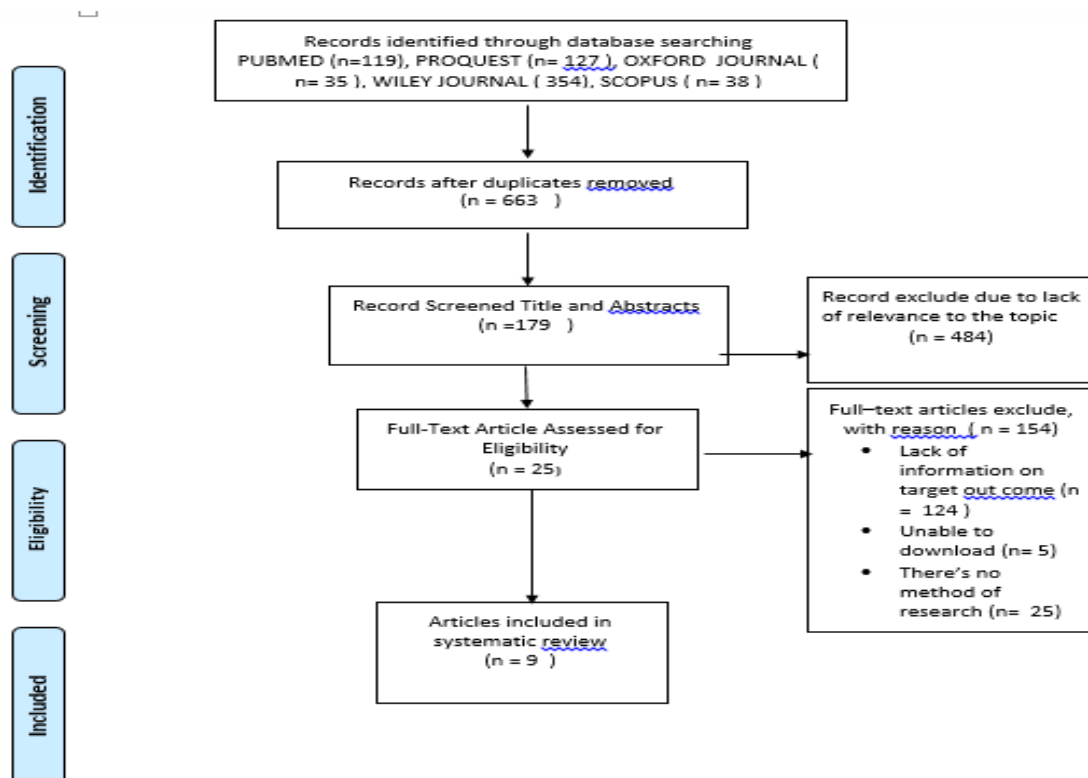 Records identified through database searching
PUBMED (n=119), PROQUEST (n= 127 ), OXFORD JOURNAL (
n= 35 ), WILEY JOURNAL ( 354), SCOPUS ( n= 38 )
Identification
Records after duplicates removed
(n = 663 )
Screening
Record Screened Title and Abstracts
(n =179 )
Record exclude due to lack
of relevance to the topic
(n = 484)
Eligibility
Full-Text Article Assessed for
Eligibility
(n = 25)
Full-text articles exclude,
with reason ( n = 154)
• Lack of
information on
target out come (n
= 124 )
• Unable to
download (n= 5)
• There's no
method of
research (n= 25)
Included
Articles included in
systematic review
(n = 9 )